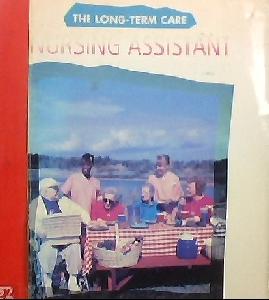 THE LONG-TERM CARE
NURSING ASSISTANT